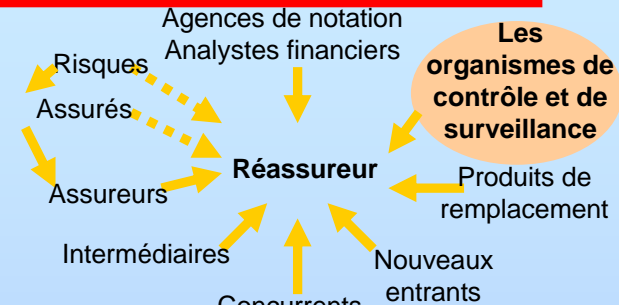 Agences de notation
Analystes financiers
Les
organismes de
contrôle et de
surveillance
Risques
Assurés
Réassureur
Assureurs
Produits de
remplacement
Intermédiaires
Nouveaux
entrants
Concurrents